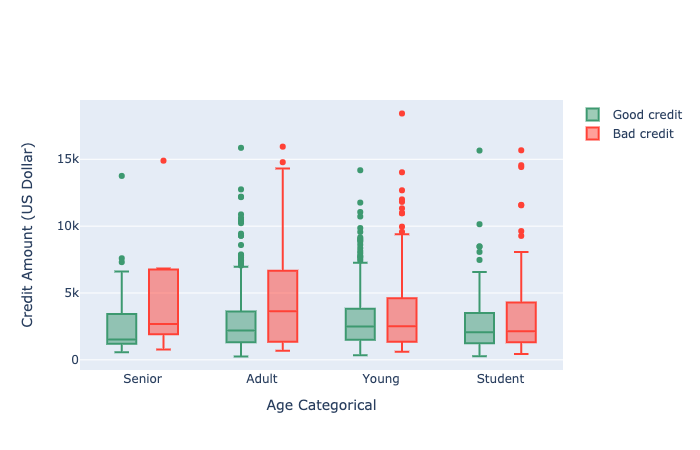 Good credit
Bad credit
Credit Amount (US Dollar)
15k
10k
5k
0
Senior
Adult
Young
Student
Age Categorical